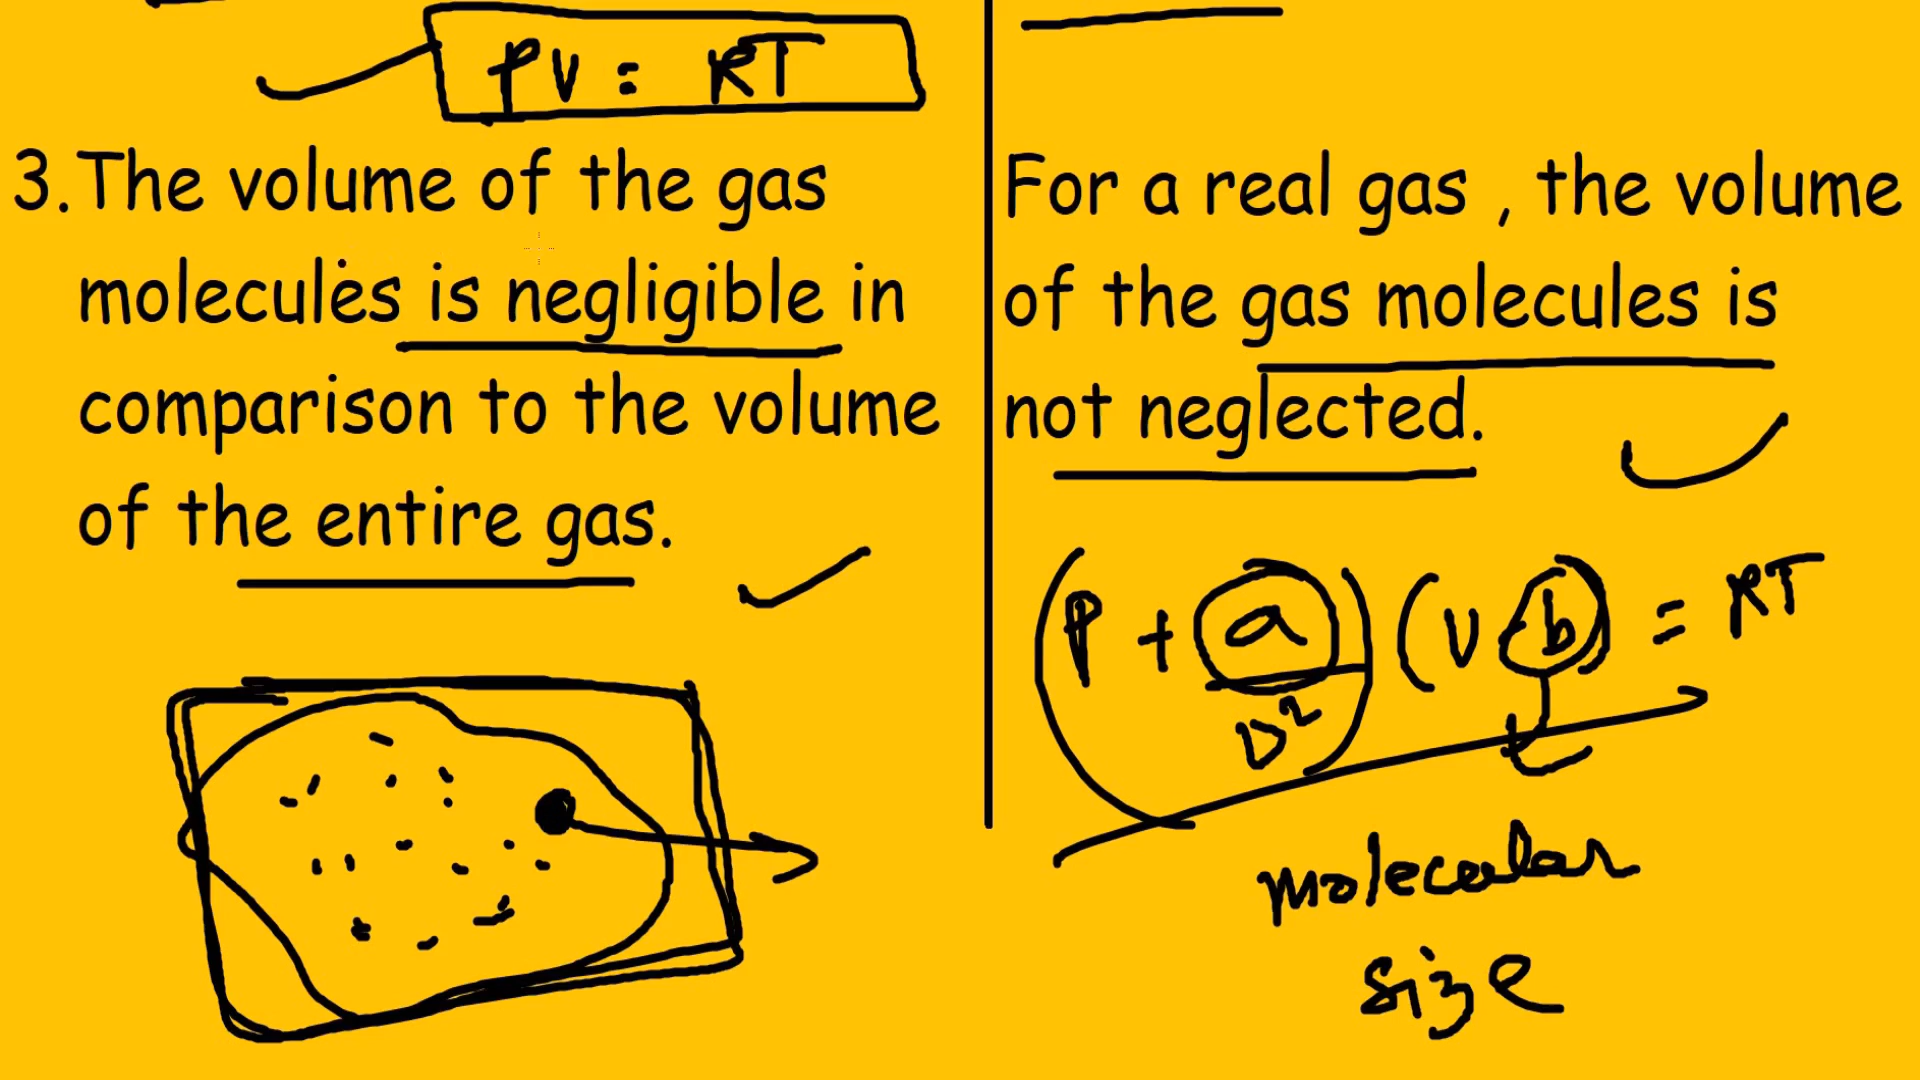 PV = RT
3. The volume of the gas
molecules is negligible in
comparison to the volume
of the entire gas.
For a real gas , the volume
of the gas molecules is
not neglected.
(P + a/V²) (V - b) = RT
molecular
size